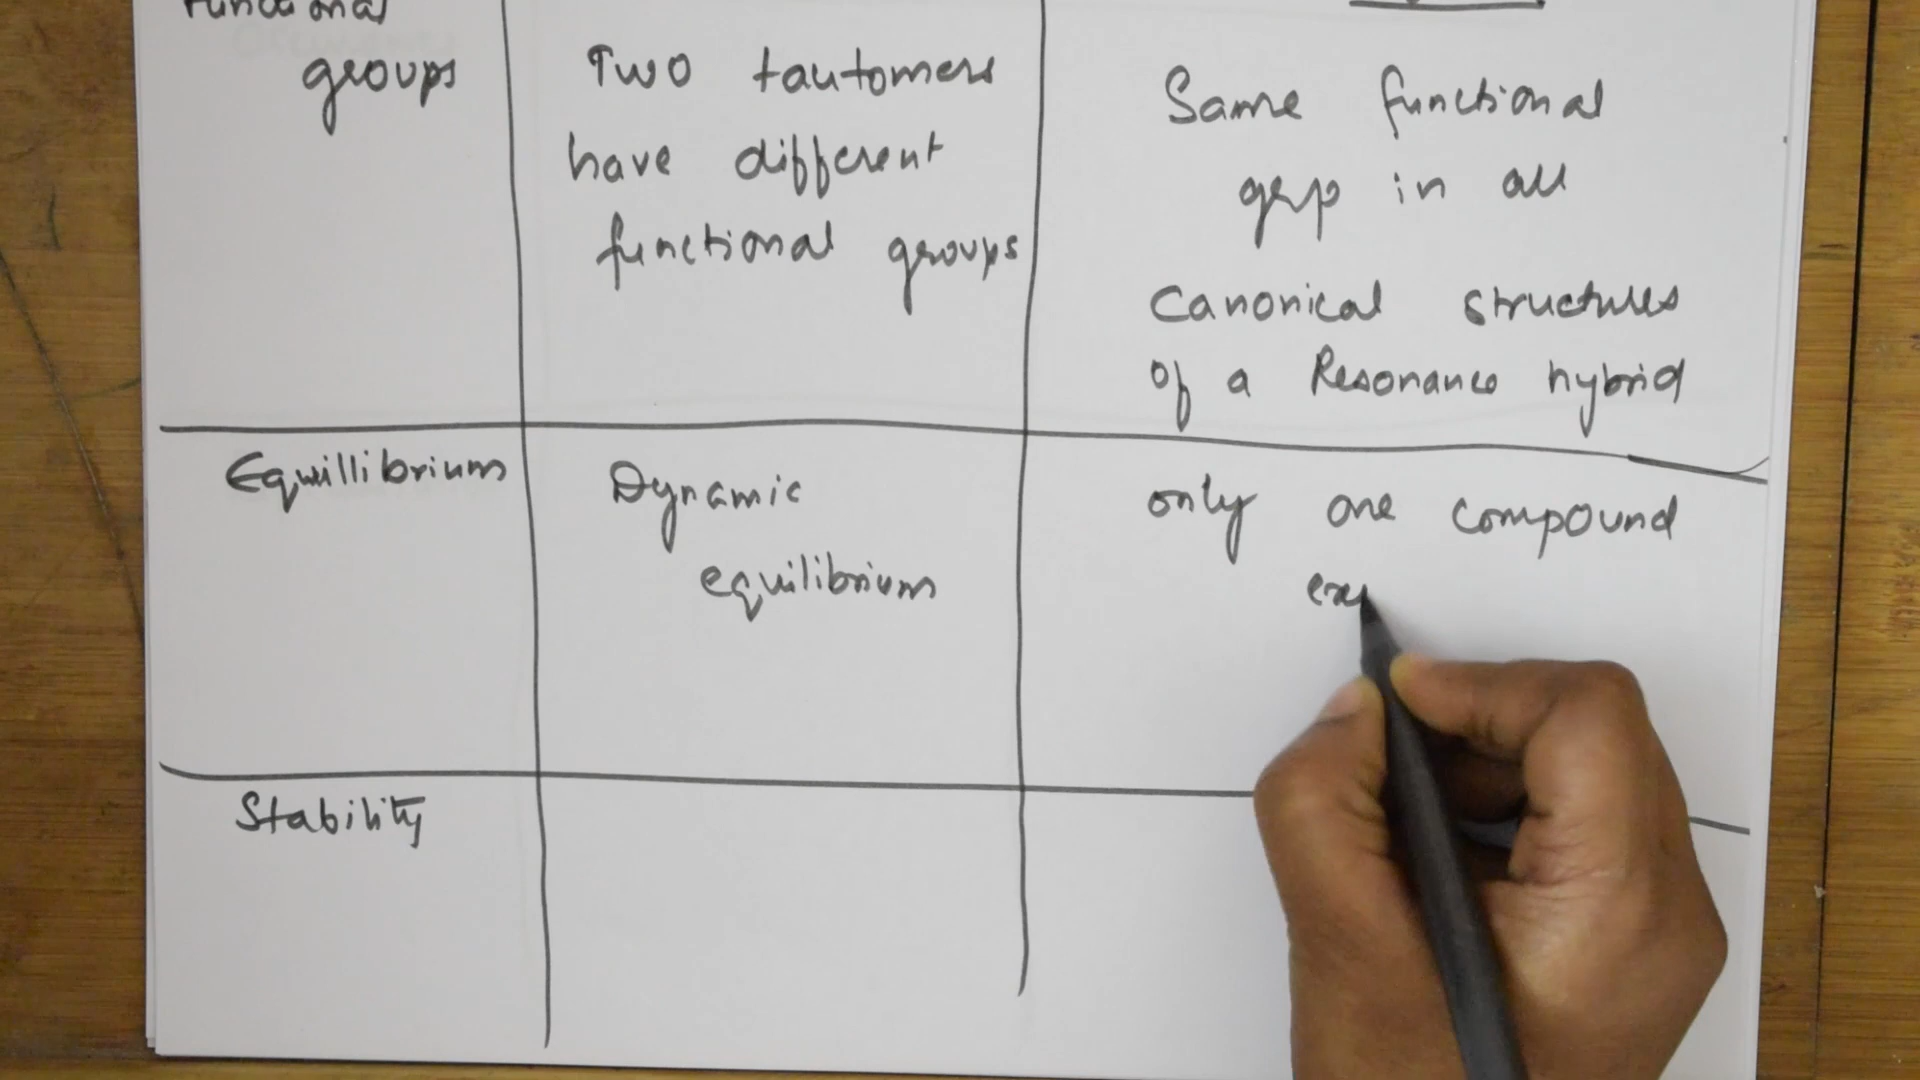 Functional
groups
Two tautomers
have different
functional groups
Same functional
grp in all
Canonical structures
of a Resonance hybrid
Equillibrium
Dynamic
equilibrium
only one compound
Stability